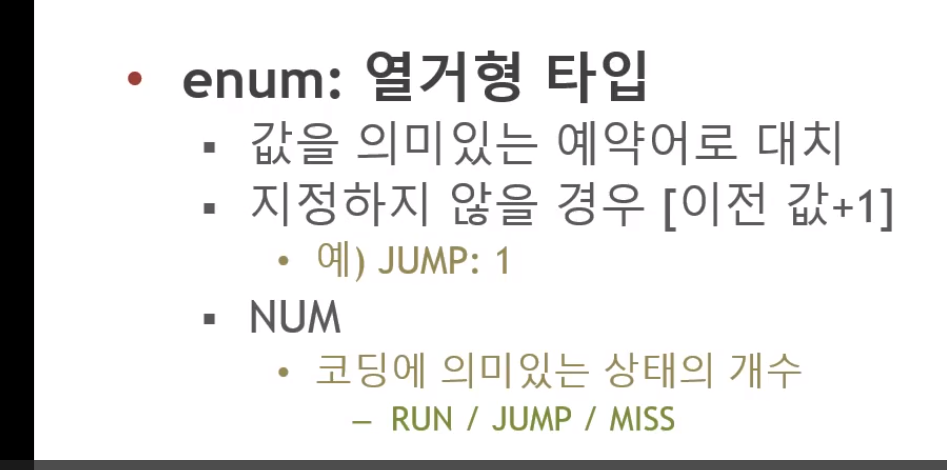 • enum: 열거형 타입
▪ 값을 의미있는 예약어로 대치
▪ 지정하지 않을 경우 [이전 값+1]
• 예) JUMP: 1
▪ NUM
• 코딩에 의미있는 상태의 개수
– RUN / JUMP / MISS